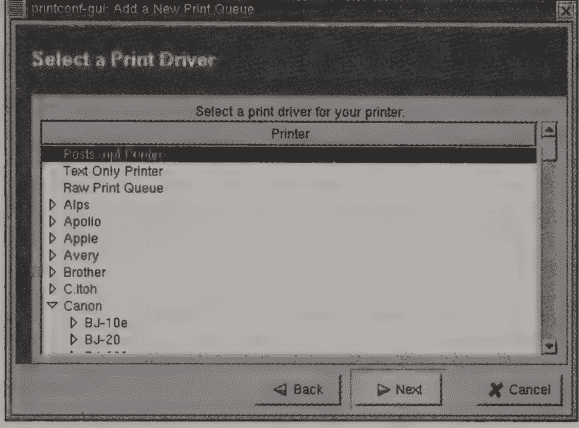 printconf-gui: Add a New Print Queue
Select a Print Driver
Select a print driver for your printer.
Printer
Printer
Text Only Printer
Raw Print Queue
Alps
Apollo
Apple
Avery
Brother
C.Itoh
Canon
BJ-10e
BJ-20
Back
Next
Cancel